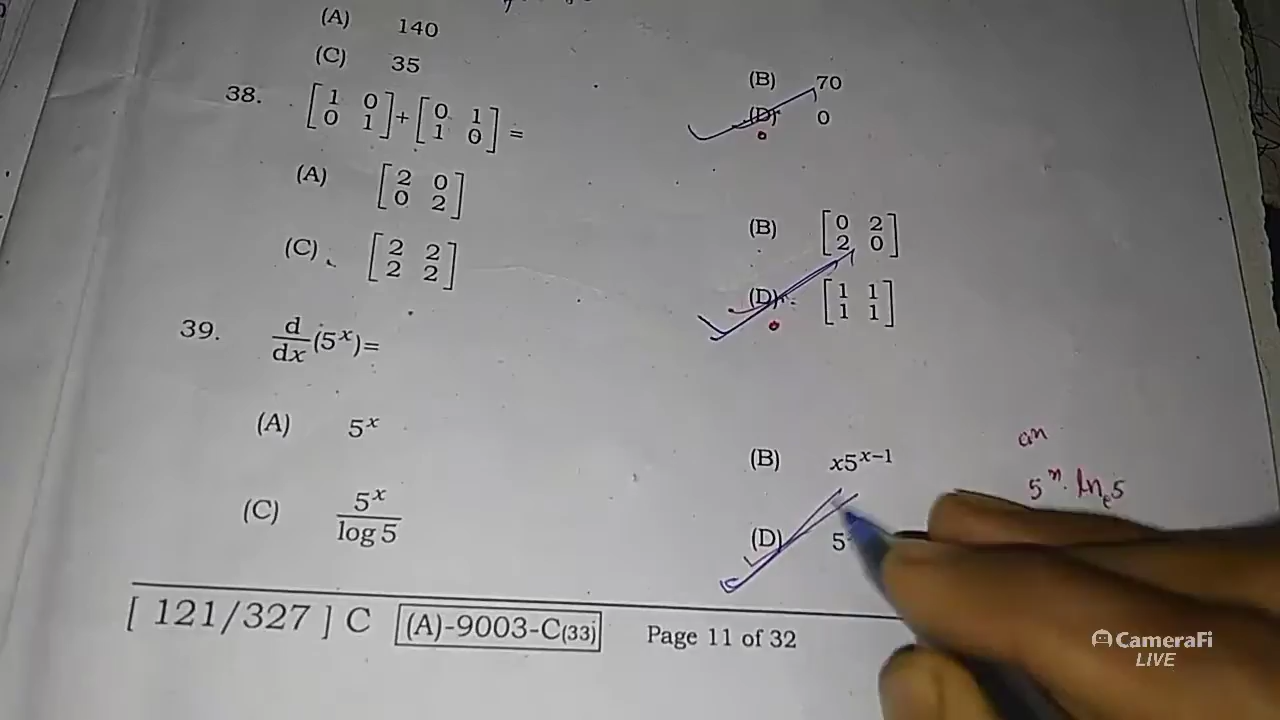 (A) 140
(C) 35
(B) 70
(D) 0
38. [1 0 0 1] + [0 1 1 0] =
(A) [2 0 0 2]
(B) [0 2 2 0]
(C) [2 2 2 2]
(D) [1 1 1 1]
39. d/dx (5^x)=
(A) 5^x
(B) x5^x−1
(C) 5^x / log 5
(D) 5
5^x · ln_e 5
[ 121/327 ] C (A)-9003-C(33) Page 11 of 32
CameraFi
LIVE